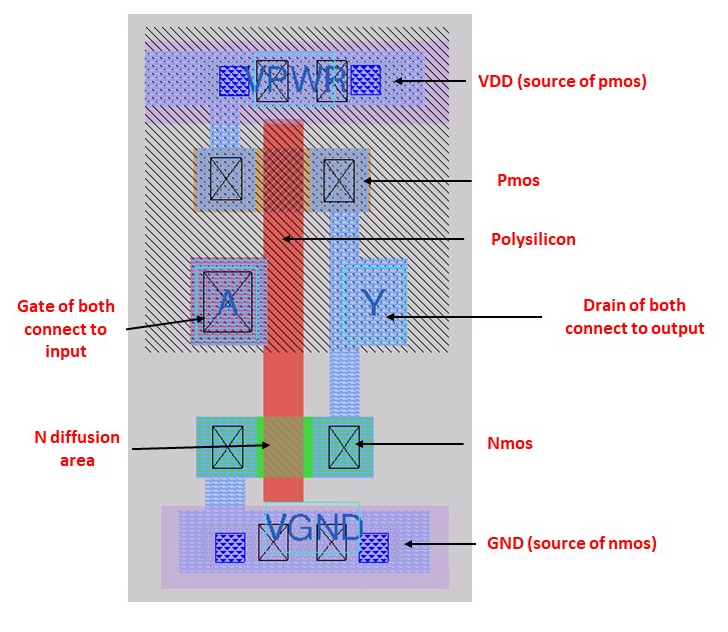 VPWR
VDD (source of pmos)
Pmos
Polysilicon
Gate of both
connect to
input
A
Y
Drain of both
connect to output
N diffusion
area
Nmos
VGND
GND (source of nmos)